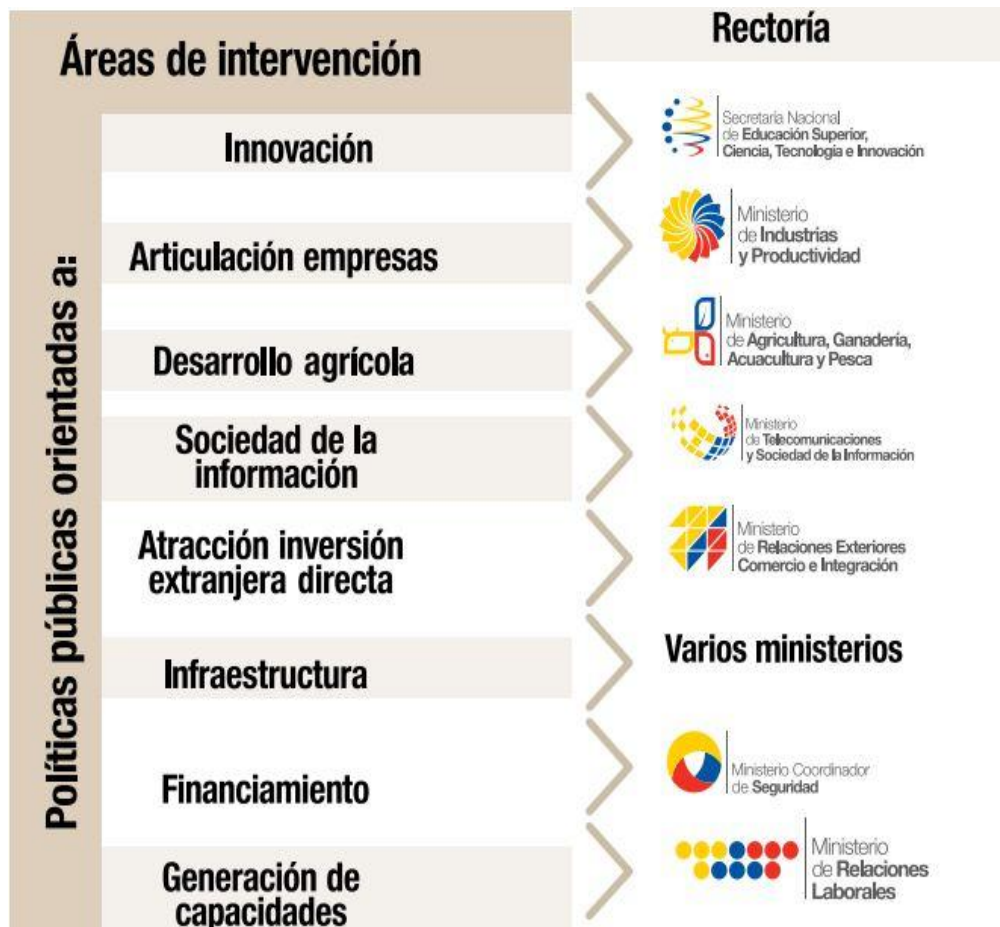 Áreas de intervención
Rectoría
Políticas públicas orientadas a:
Innovación
Secretaría Nacional
de Educación Superior,
Ciencia, Tecnología e Innovación
Articulación empresas
Ministerio
de Industrias
y Productividad
Desarrollo agrícola
Ministerio
de Agricultura, Ganadería,
Acuacultura y Pesca
Sociedad de la
información
Ministerio
de Telecomunicaciones
y Sociedad de la Información
Atracción inversión
extranjera directa
Ministerio
de Relaciones Exteriores
Comercio e Integración
Infraestructura
Varios ministerios
Financiamiento
Ministerio Coordinador
de Seguridad
Generación de
capacidades
Ministerio
de Relaciones
Laborales